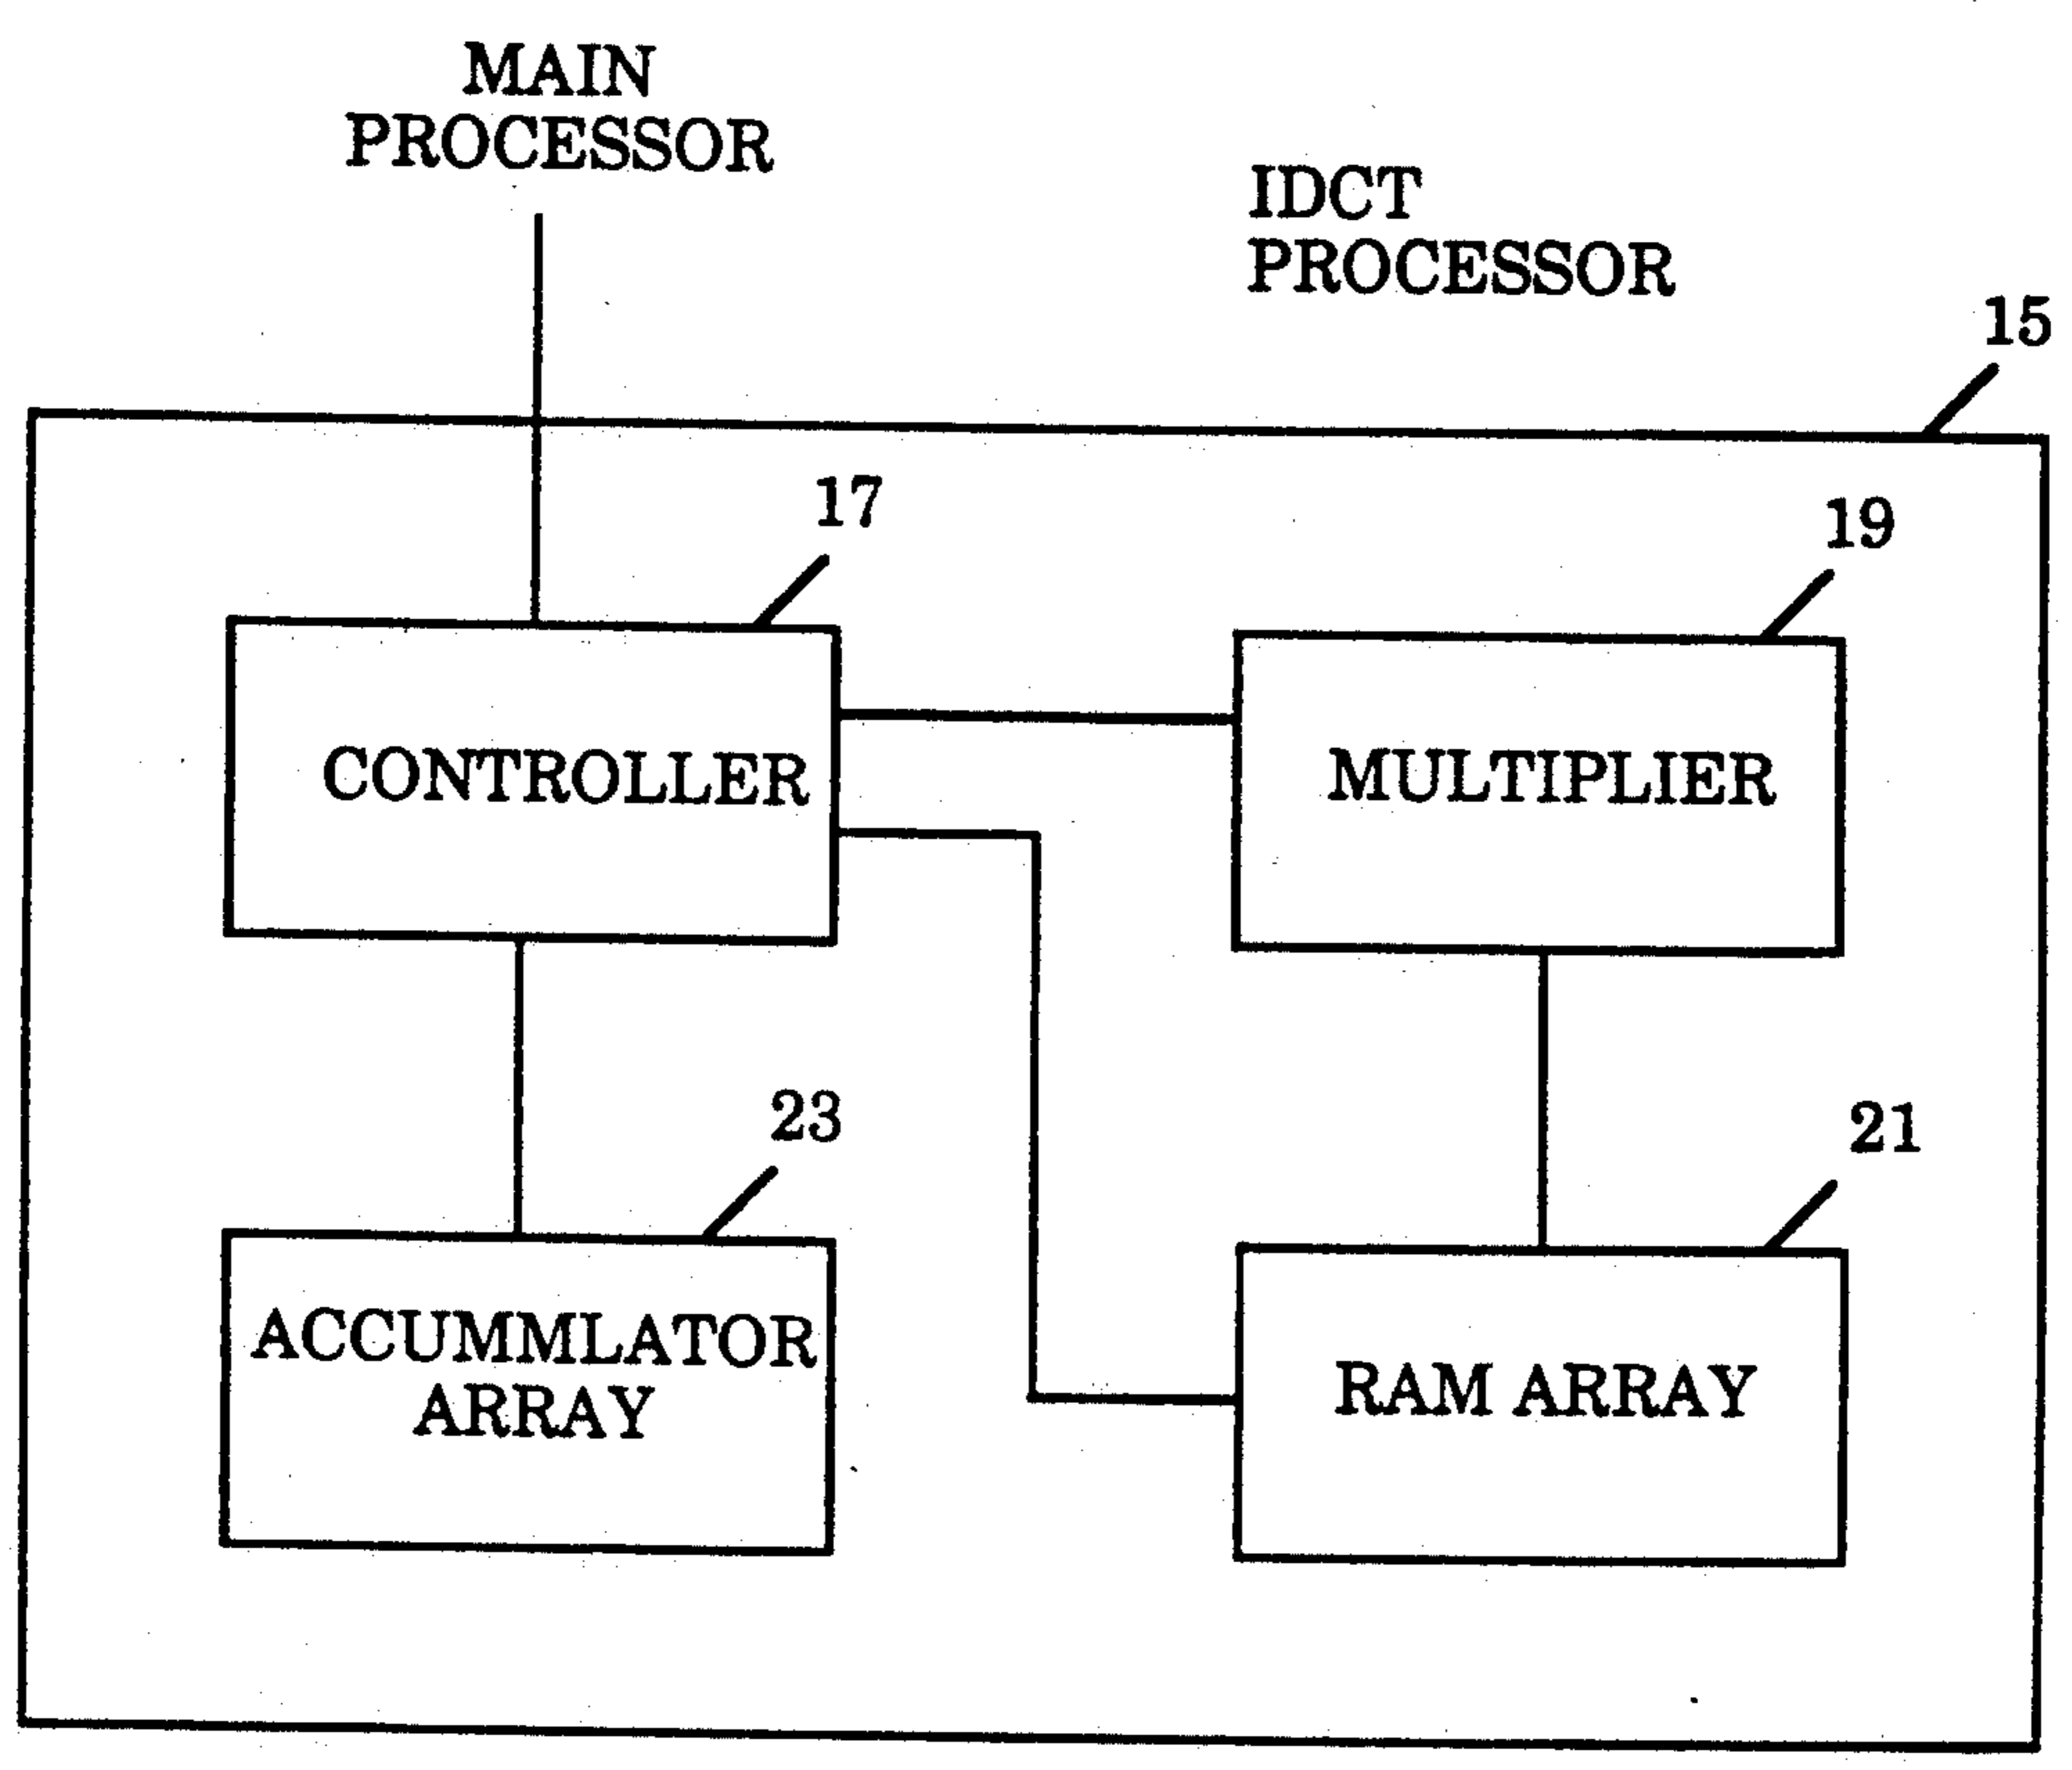 MAIN
PROCESSOR
IDCT
PROCESSOR
15
17
19
CONTROLLER
MULTIPLIER
23
21
ACCUMMLATOR
ARRAY
RAM ARRAY